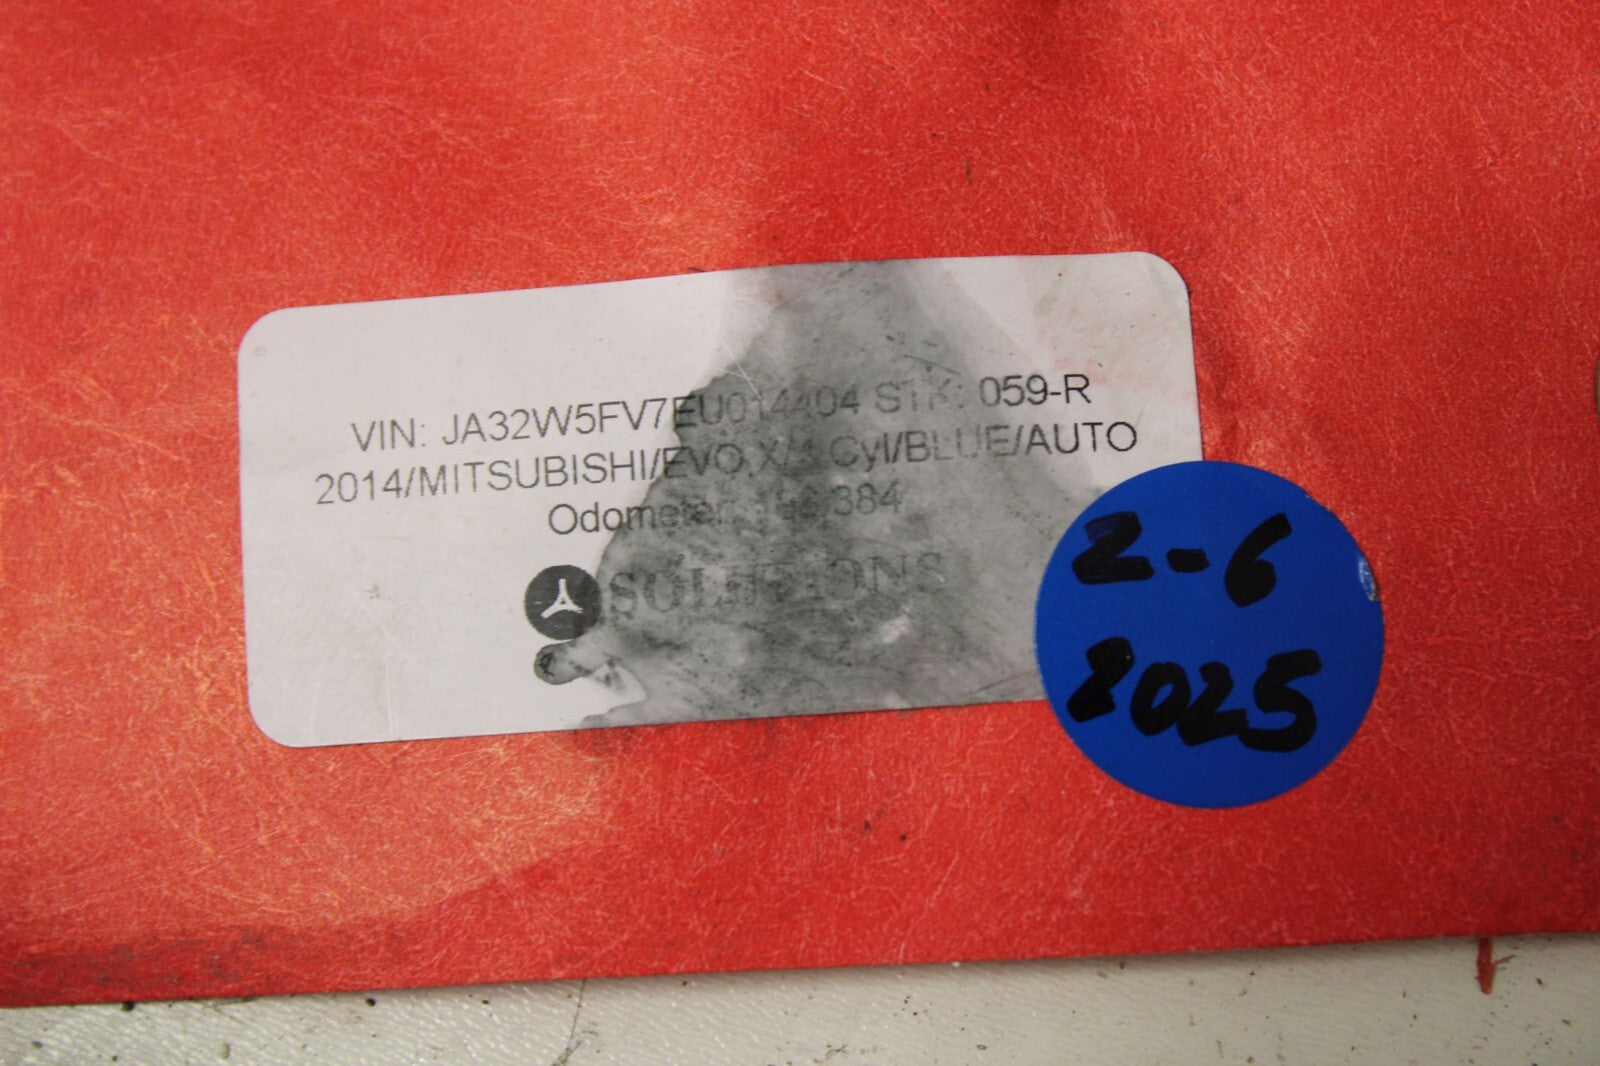 VIN: JA32W5FV7EU014404 STK: 059-R
2014/MITSUBISHI/EVO X/4 Cyl/BLUE/AUTO
Odometer:
SOLUTIONS
2-6
2025